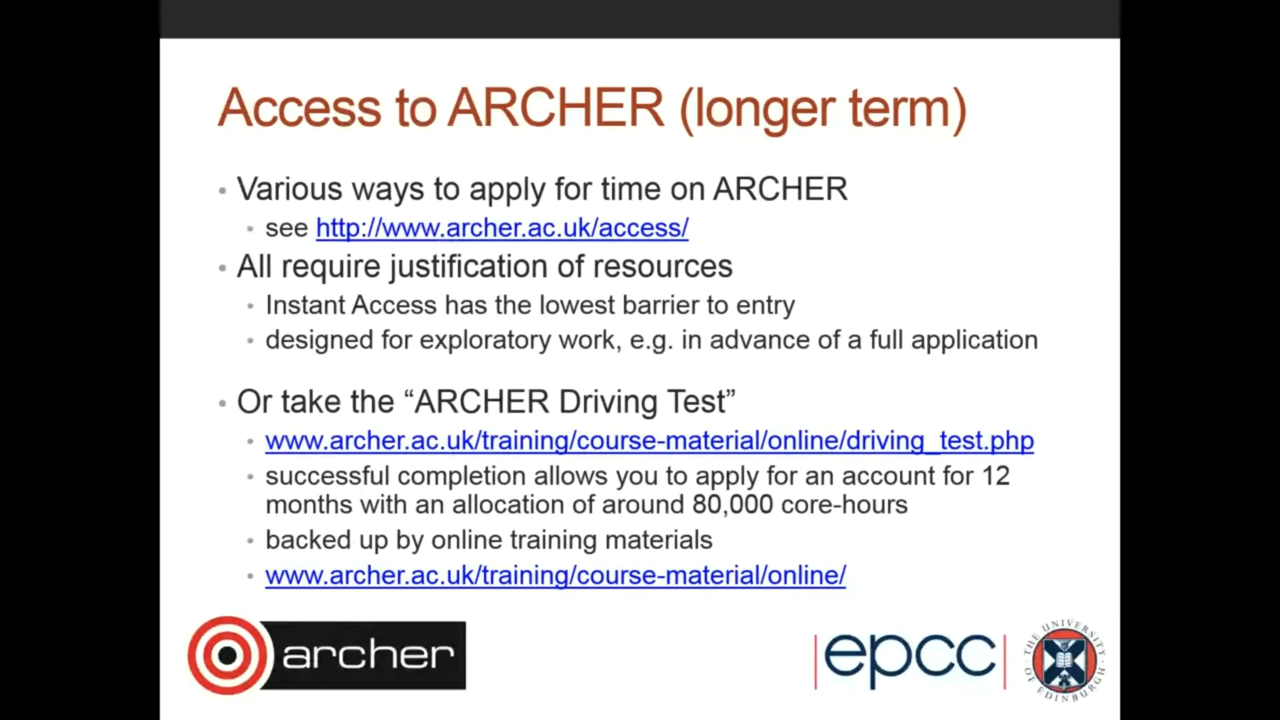 Access to ARCHER (longer term)
• Various ways to apply for time on ARCHER
• see http://www.archer.ac.uk/access/
• All require justification of resources
• Instant Access has the lowest barrier to entry
• designed for exploratory work, e.g. in advance of a full application
• Or take the “ARCHER Driving Test”
• www.archer.ac.uk/training/course-material/online/driving_test.php
• successful completion allows you to apply for an account for 12
months with an allocation of around 80,000 core-hours
• backed up by online training materials
• www.archer.ac.uk/training/course-material/online/
archer
epcc
THE UNIVERSITY
OF EDINBURGH